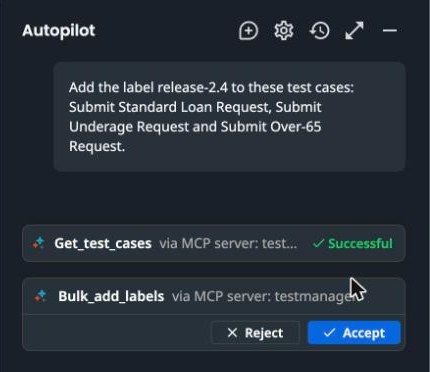 Autopilot
Add the label release-2.4 to these test cases:
Submit Standard Loan Request, Submit
Underage Request and Submit Over-65
Request.
Get_test_cases via MCP server: test... Successful
Bulk_add_labels via MCP server: testmanager
Reject Accept